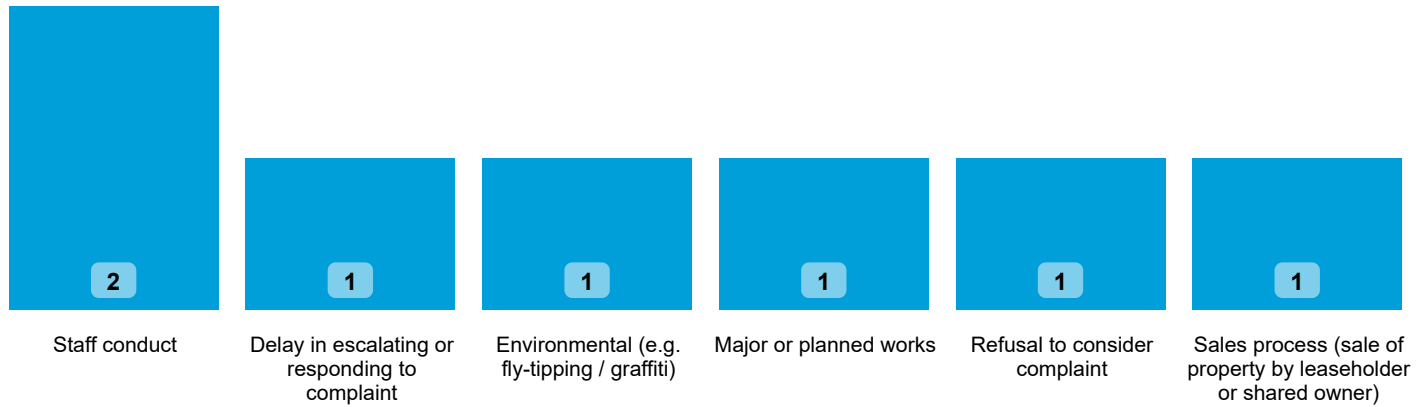 2
1
1
1
1
1
Staff conduct
Delay in escalating or
responding to
complaint
Environmental (e.g.
fly-tipping / graffiti)
Major or planned works
Refusal to consider
complaint
Sales process (sale of
property by leaseholder
or shared owner)